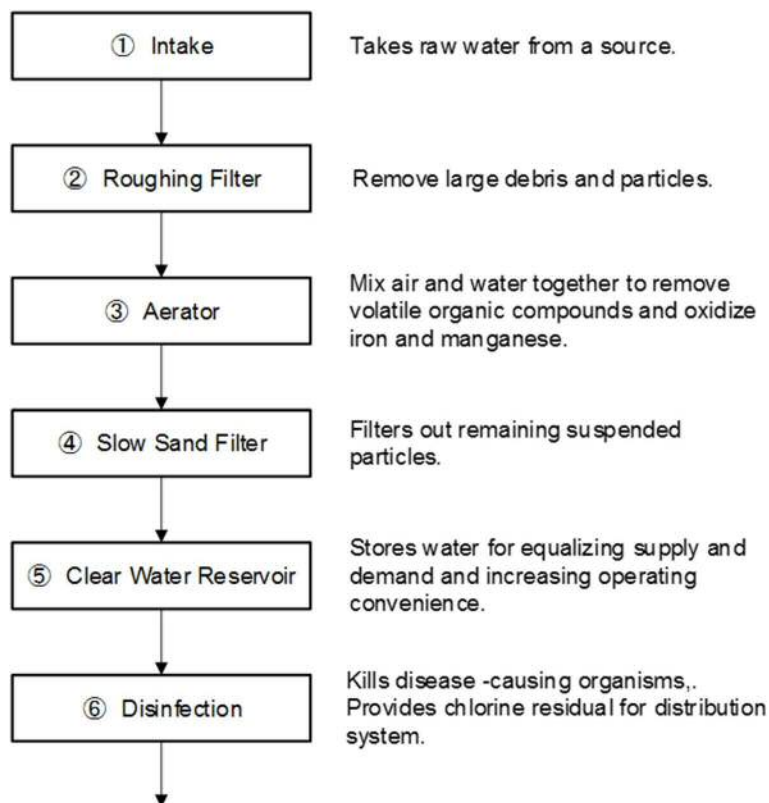 ① Intake
Takes raw water from a source.
② Roughing Filter
Remove large debris and particles.
③ Aerator
Mix air and water together to remove
volatile organic compounds and oxidize
iron and manganese.
④ Slow Sand Filter
Filters out remaining suspended
particles.
⑤ Clear Water Reservoir
Stores water for equalizing supply and
demand and increasing operating
convenience.
⑥ Disinfection
Kills disease -causing organisms,.
Provides chlorine residual for distribution
system.